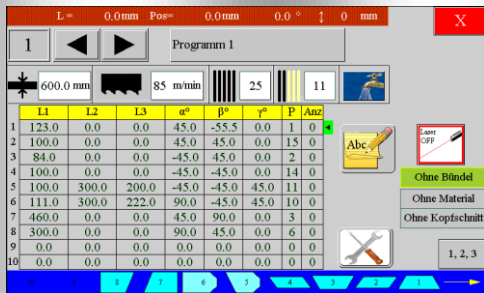 L = 0.0mm Pos= 0.0mm 0.0 ° ↕ 0 mm X
1 Programm 1
600.0 mm 85 m/min 25 11
L1 L2 L3 α° β° γ° P Anz
1 123.0 0.0 0.0 45.0 -55.5 0.0 1 0
2 100.0 0.0 0.0 45.0 45.0 0.0 15 0
3 84.0 0.0 0.0 -45.0 45.0 0.0 2 0
4 100.0 0.0 0.0 -45.0 -45.0 0.0 14 0
5 100.0 300.0 200.0 -45.0 -45.0 45.0 11 0
6 111.0 300.0 222.0 90.0 -45.0 45.0 10 0
7 460.0 0.0 0.0 45.0 90.0 0.0 3 0
8 300.0 0.0 0.0 90.0 45.0 0.0 6 0
9 0.0 0.0 0.0 0.0 0.0 0.0 0 0
10 0.0 0.0 0.0 0.0 0.0 0.0 0 0
Abc
Laser
OFF
Ohne Bündel
Ohne Material
Ohne Kopfschnitt
1, 2, 3
10 9 8 7 6 5 4 3 2 1